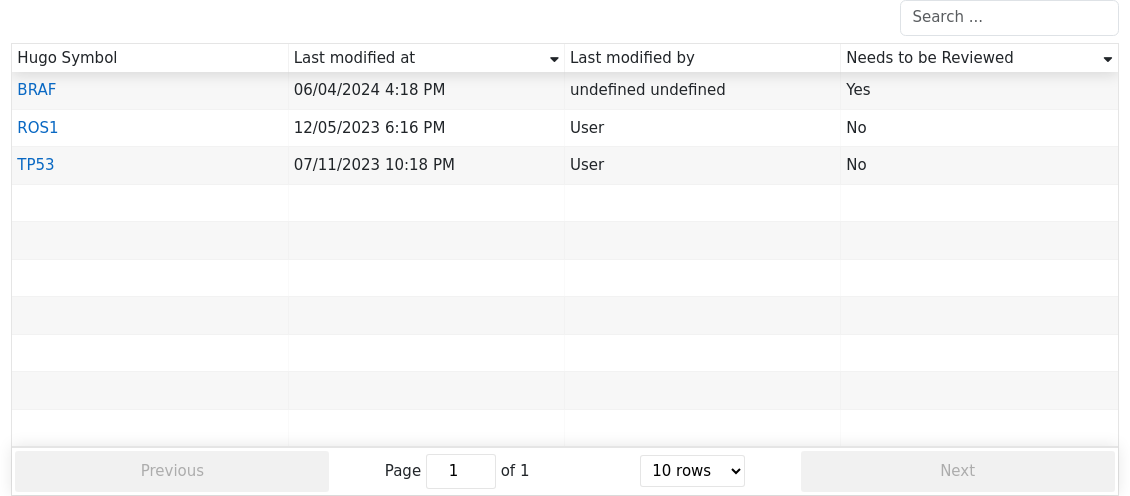 Search ...
Hugo Symbol Last modified at Last modified by Needs to be Reviewed
BRAF 06/04/2024 4:18 PM undefined undefined Yes
ROS1 12/05/2023 6:16 PM User No
TP53 07/11/2023 10:18 PM User No
Previous Page 1 of 1 10 rows Next